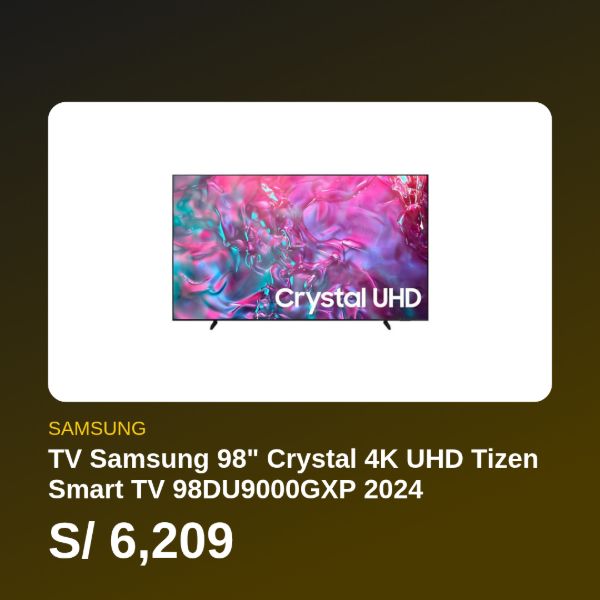 Crystal UHD
SAMSUNG
TV Samsung 98" Crystal 4K UHD Tizen
Smart TV 98DU9000GXP 2024
S/ 6,209